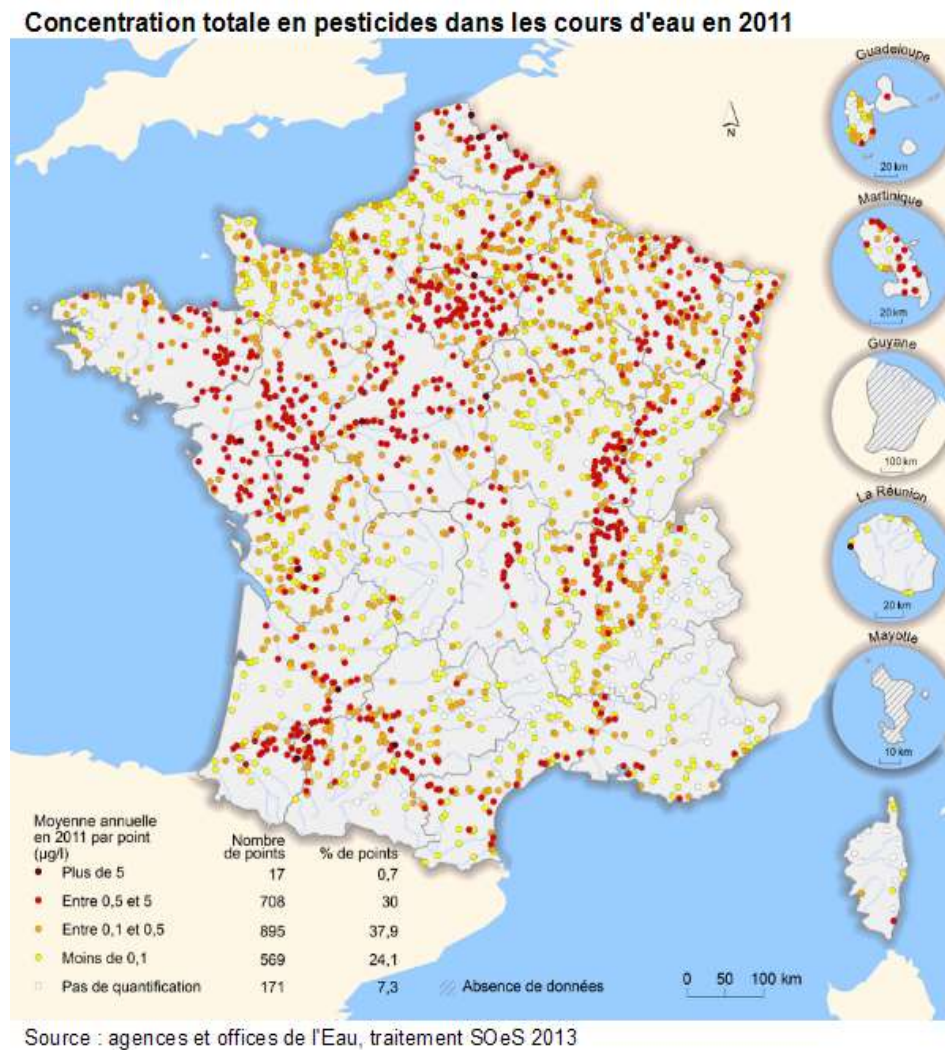 Concentration totale en pesticides dans les cours d'eau en 2011
Guadeloupe
N
20 km
Martinique
20 km
Guyane
100 km
La Réunion
20 km
Mayotte
10 km
Moyenne annuelle
en 2011 par point
(µg/l)
Nombre
de points
% de points
Plus de 5 17 0,7
Entre 0,5 et 5 708 30
Entre 0,1 et 0,5 895 37,9
Moins de 0,1 569 24,1
Pas de quantification 171 7,3
Absence de données
0 50 100 km
Source : agences et offices de l'Eau, traitement SOeS 2013